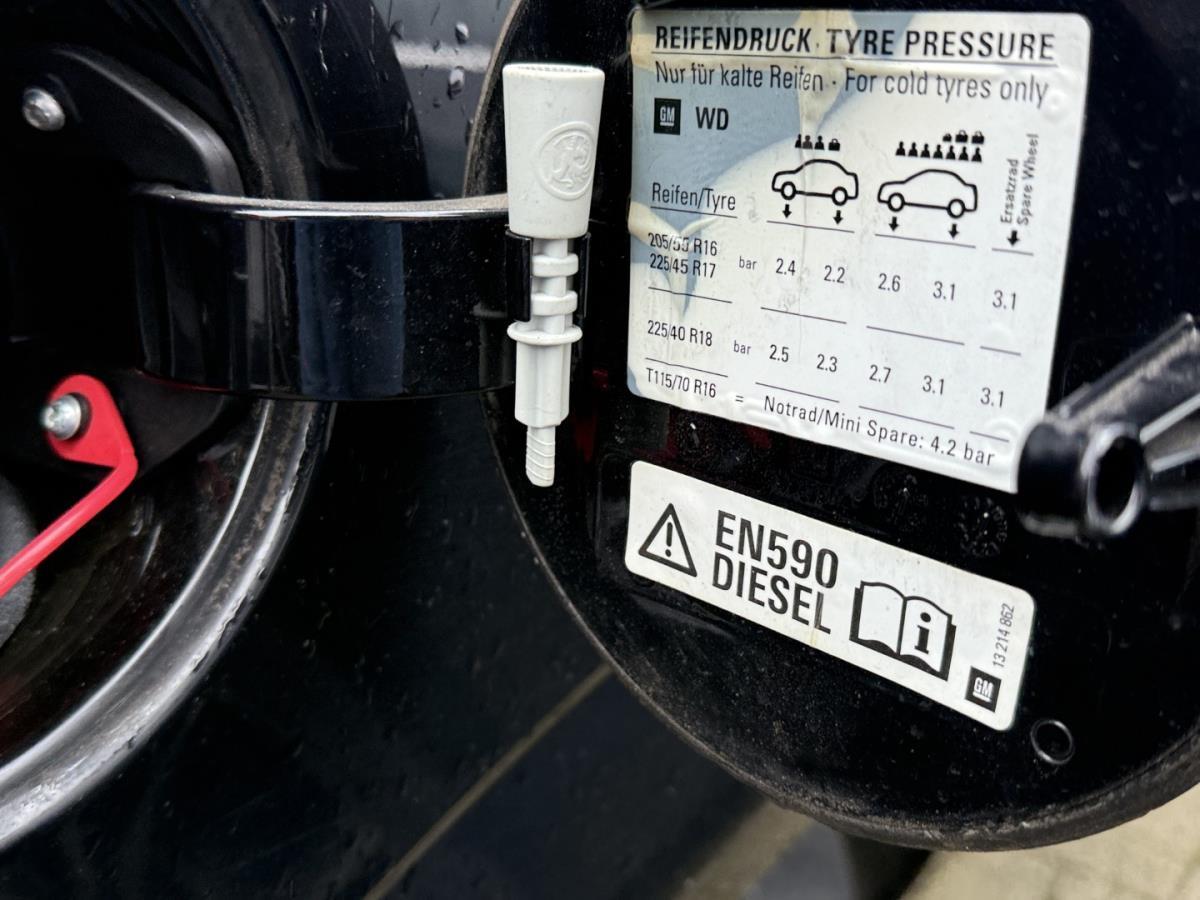 REIFENDRUCK · TYRE PRESSURE
Nur für kalte Reifen · For cold tyres only
GM WD
Reifen/Tyre
Ersatzrad
Spare Wheel
205/55 R16
225/45 R17 bar 2.4 2.2 2.6 3.1 3.1
225/40 R18 bar 2.5 2.3 2.7 3.1 3.1
T115/70 R16 = Notrad/Mini Spare: 4.2 bar
EN590
DIESEL
i
13 214 862
GM